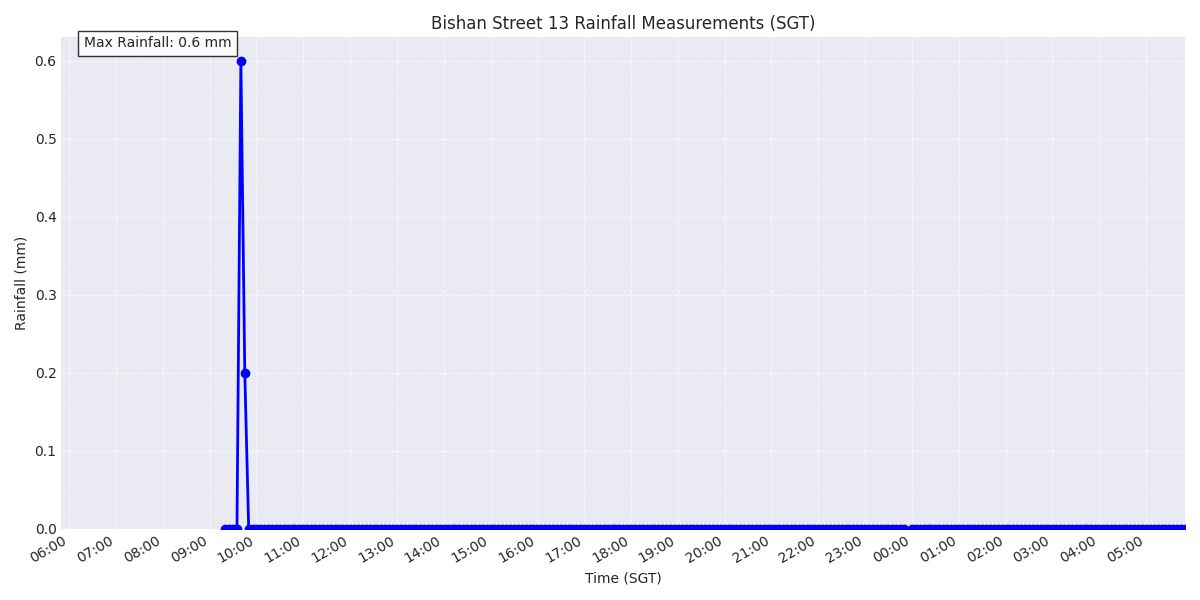 Bishan Street 13 Rainfall Measurements (SGT)
Max Rainfall: 0.6 mm
0.6
0.5
0.4
0.3
0.2
0.1
0.0
Rainfall (mm)
06:00 07:00 08:00 09:00 10:00 11:00 12:00 13:00 14:00 15:00 16:00 17:00 18:00 19:00 20:00 21:00 22:00 23:00 00:00 01:00 02:00 03:00 04:00 05:00
Time (SGT)